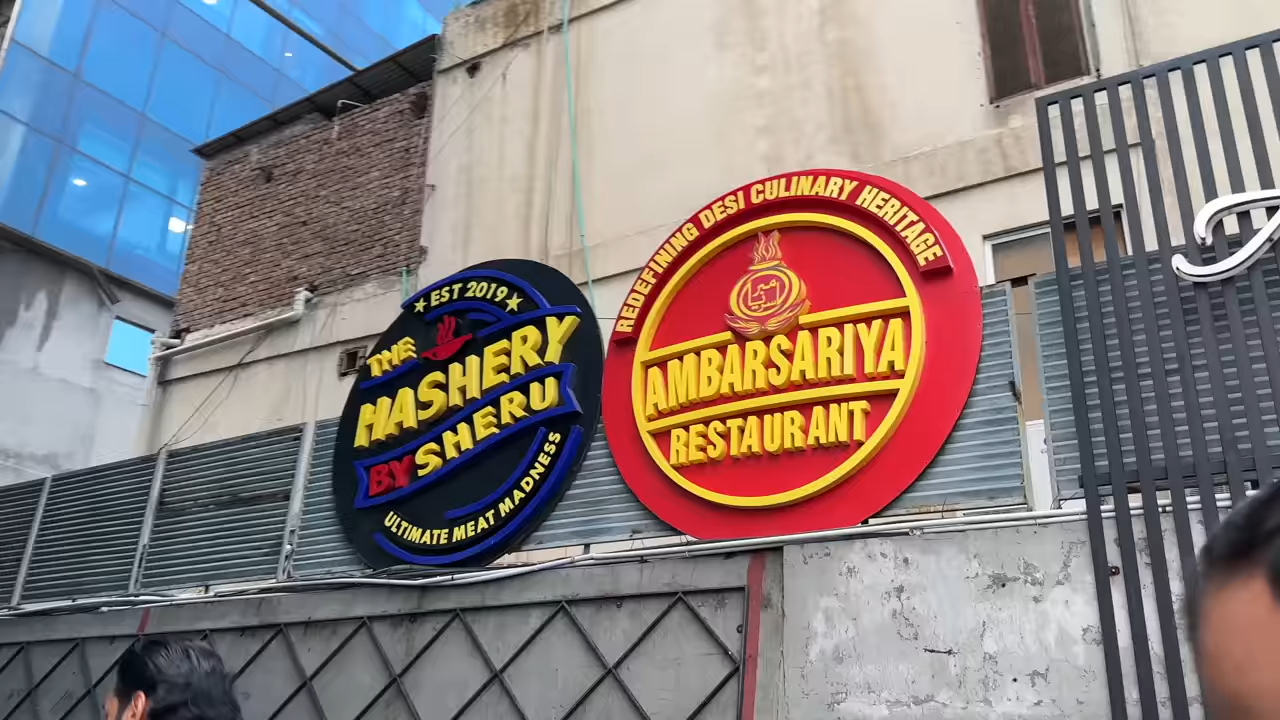 EST 2019
THE
HASHERY
BY SHERU
ULTIMATE MEAT MADNESS
REDEFINING DESI CULINARY HERITAGE
AMBARSARIYA
RESTAURANT